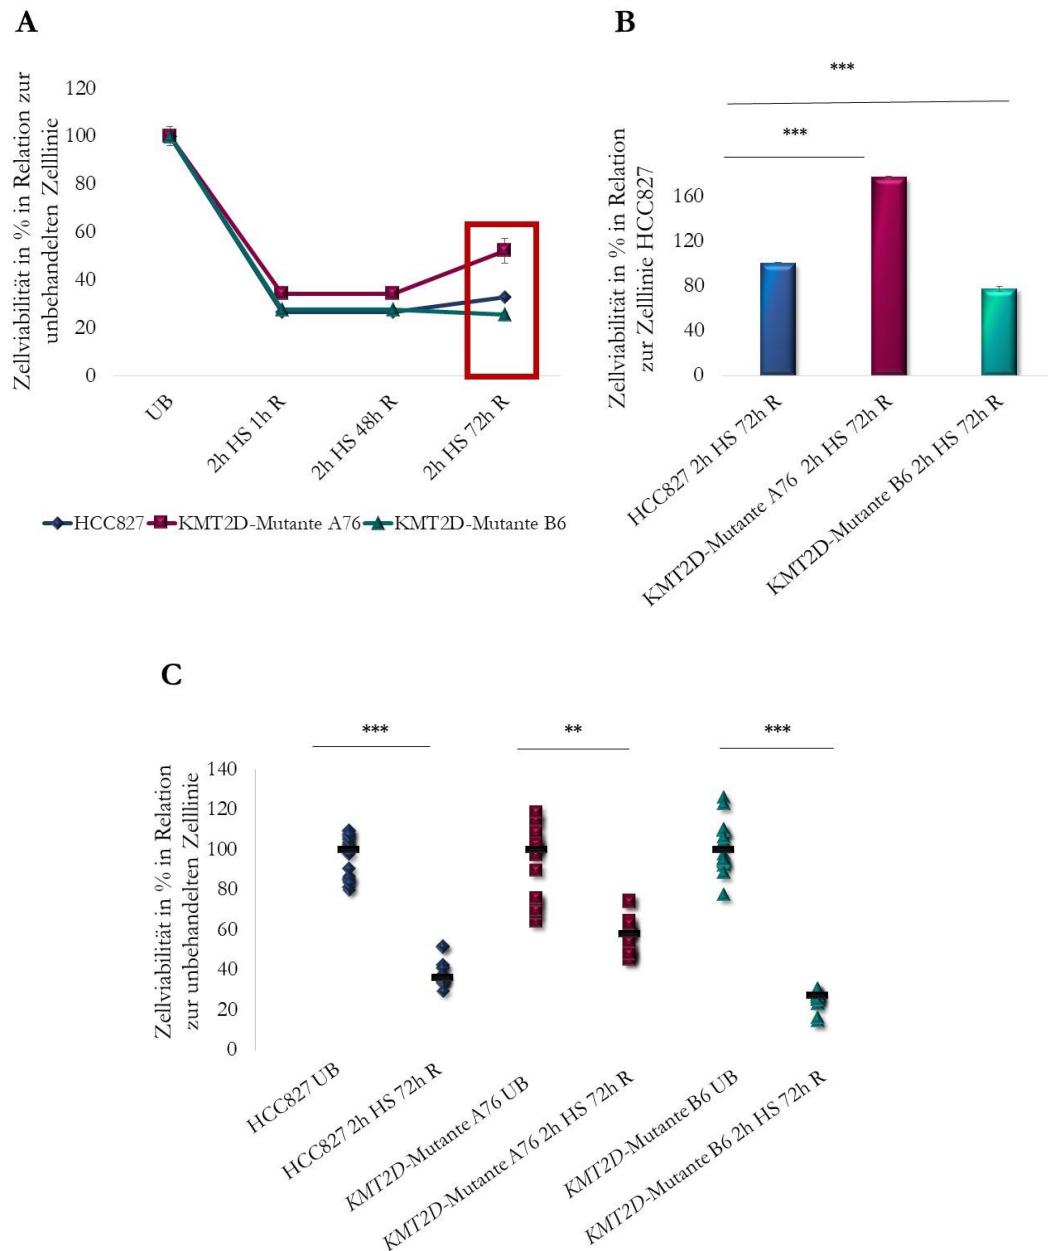 A
Zellviabilität in % in Relation zur
unbehandelten Zelllinie
120
100
80
60
40
20
0
UB
2h HS 1h R
2h HS 48h R
2h HS 72h R
HCC827 KMT2D-Mutante A76 KMT2D-Mutante B6
B
***
***
Zellviabilität in % in Relation
zur Zelllinie HCC827
160
120
80
40
0
HCC827 2h HS 72h R
KMT2D-Mutante A76 2h HS 72h R
KMT2D-Mutante B6 2h HS 72h R
C
*** ** ***
Zellviabilität in % in Relation
zur unbehandelten Zelllinie
140
120
100
80
60
40
20
0
HCC827 UB
HCC827 2h HS 72h R
KMT2D-Mutante A76 UB
KMT2D-Mutante A76 2h HS 72h R
KMT2D-Mutante B6 UB
KMT2D-Mutante B6 2h HS 72h R